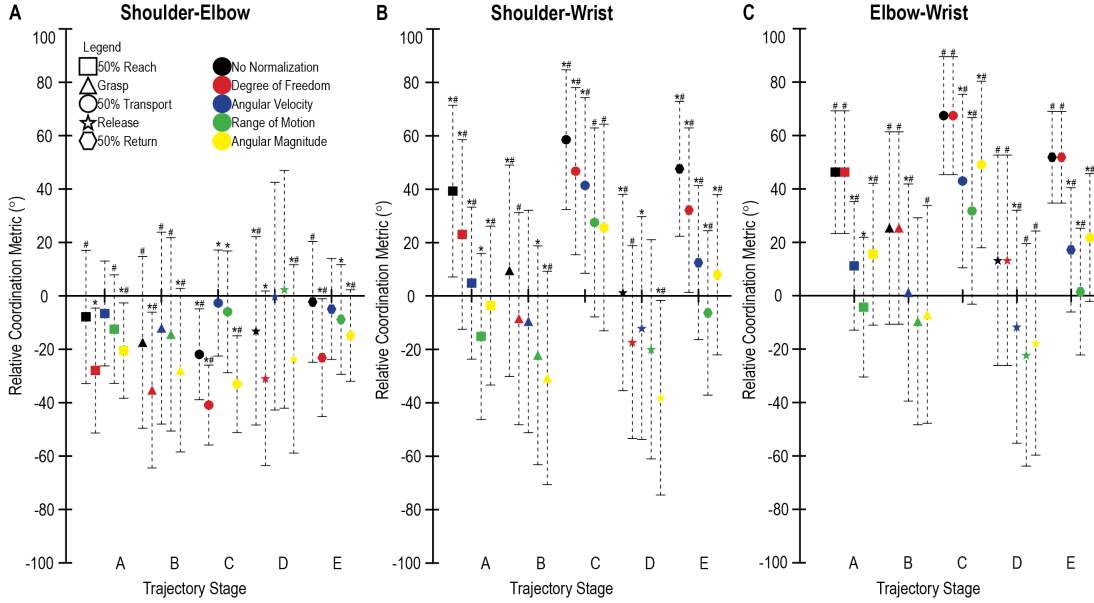 A Shoulder-Elbow
Legend
50% Reach
Grasp
50% Transport
Release
50% Return
No Normalization
Degree of Freedom
Angular Velocity
Range of Motion
Angular Magnitude
Relative Coordination Metric (°)
100
80
60
40
20
0
-20
-40
-60
-80
-100
# * # *# # *# # # *# *# *# * * *# *# * *# # *# * *#
A B C D E
Trajectory Stage
B Shoulder-Wrist
Relative Coordination Metric (°)
100
80
60
40
20
0
-20
-40
-60
-80
-100
*# *# *# * *# *# # * *# *# *# *# # # *# # * *# *# *# *# *# *#
A B C D E
Trajectory Stage
C Elbow-Wrist
Relative Coordination Metric (°)
100
80
60
40
20
0
-20
-40
-60
-80
-100
# # *# * *# # # *# # # # *# *# *# # # *# # # # # *# *# *#
A B C D E
Trajectory Stage